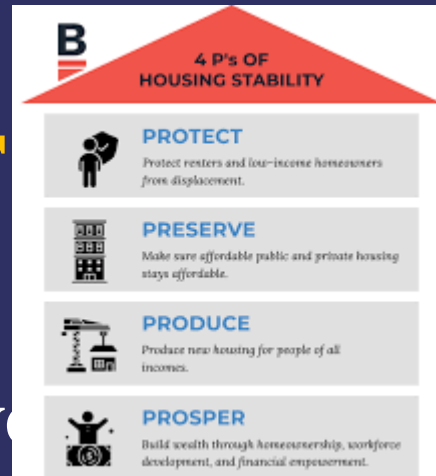 B
4 P's OF
HOUSING STABILITY
PROTECT
Protect renters and low-income homeowners
from displacement.
PRESERVE
Make sure affordable public and private housing
stays affordable.
PRODUCE
Produce new housing for people of all
incomes.
PROSPER
Build wealth through homeownership, workforce
development, and financial empowerment.